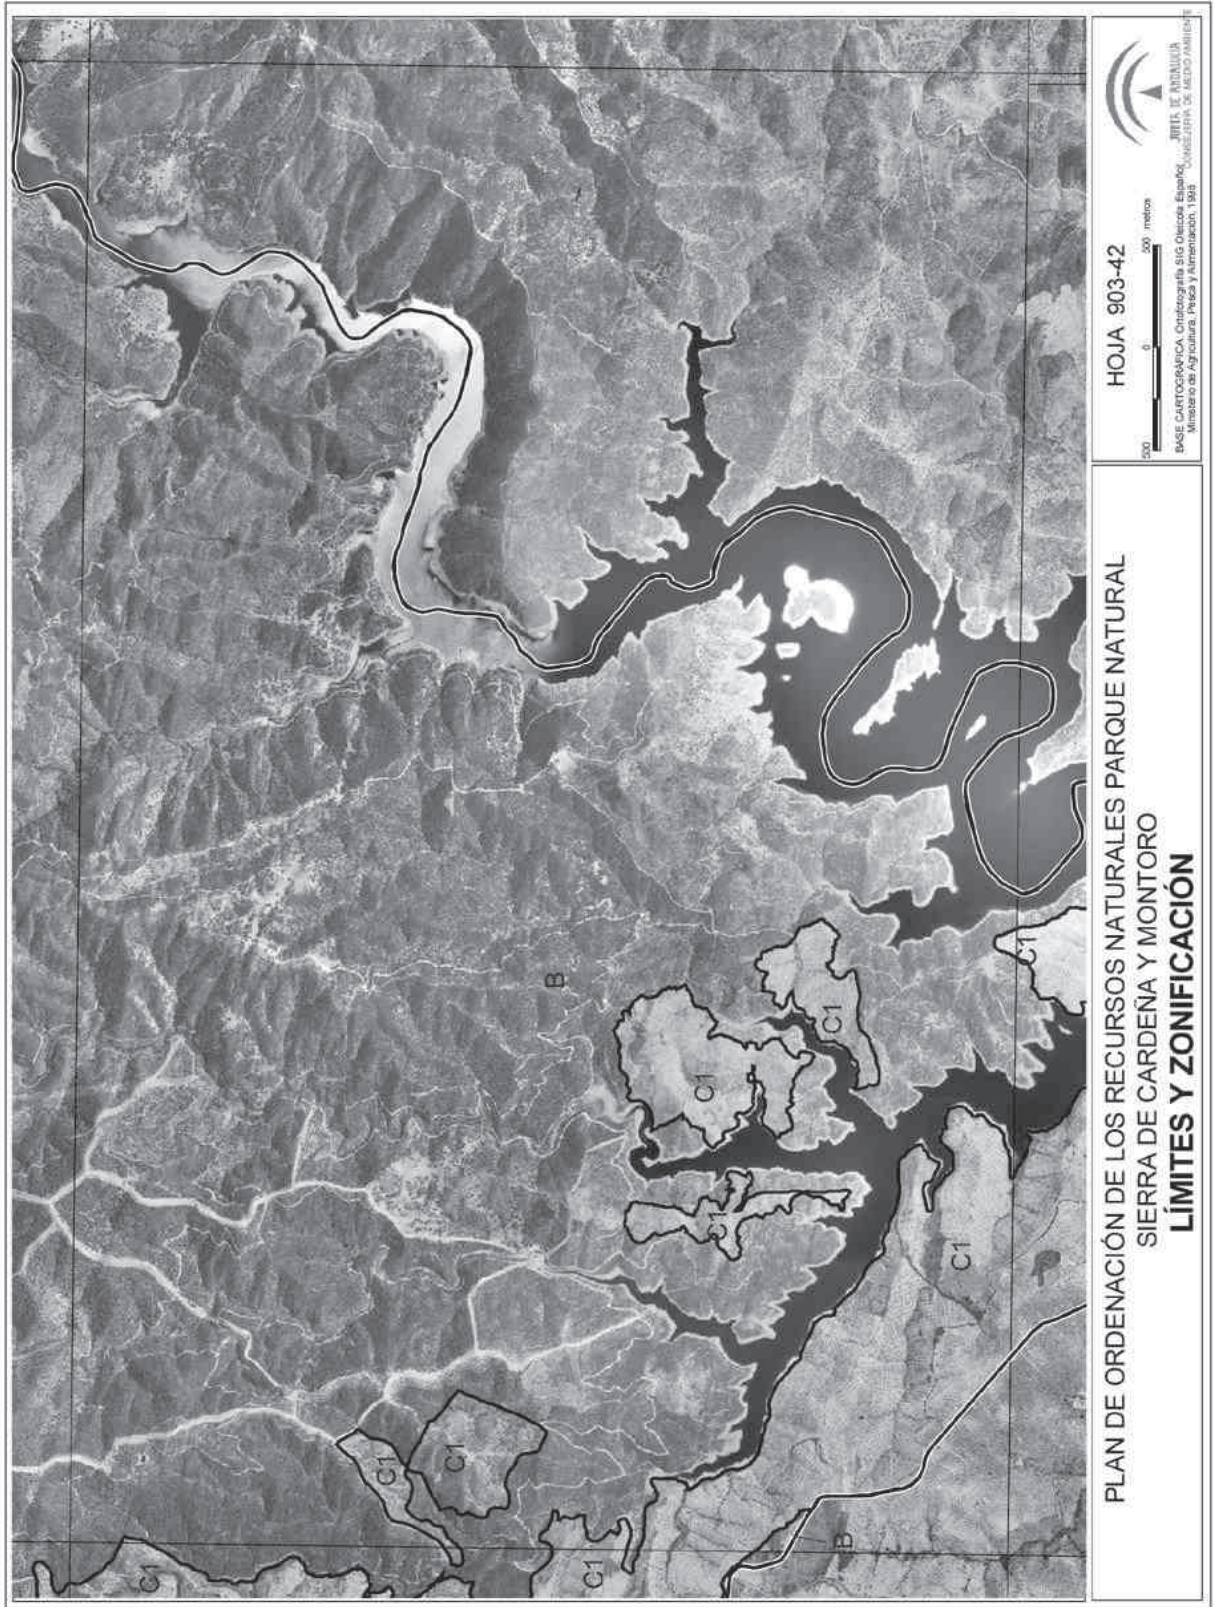 PLAN DE ORDENACIÓN DE LOS RECURSOS NATURALES PARQUE NATURAL
SIERRA DE CARDEÑA Y MONTORO
LÍMITES Y ZONIFICACIÓN
HOJA 903-42
500 0 500 metros
BASE CARTOGRÁFICA: Ortofotografía SIG Oleícola Español.
Ministerio de Agricultura, Pesca y Alimentación, 1998
JUNTA DE ANDALUCIA
CONSEJERÍA DE MEDIO AMBIENTE
C1
C1
C1
C1
B
C1
C1
C1
C1
C1
B